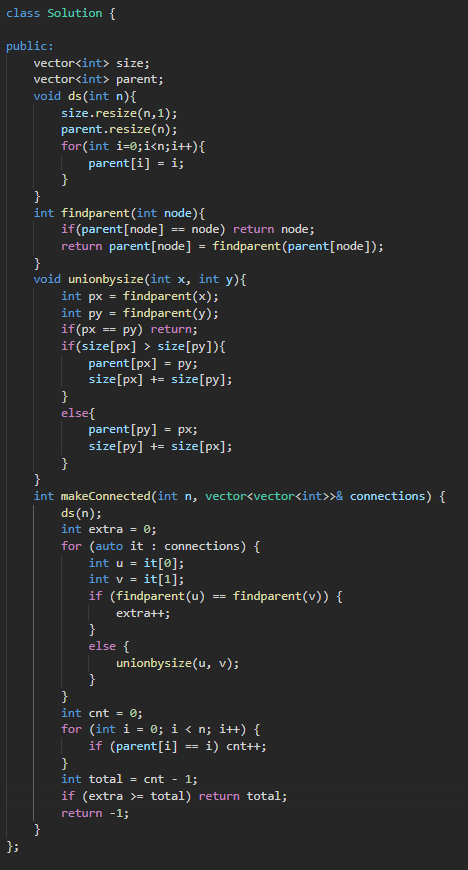 class Solution {
public:
vector<int> size;
vector<int> parent;
void ds(int n){
size.resize(n,1);
parent.resize(n);
for(int i=0;i<n;i++){
parent[i] = i;
}
}
int findparent(int node){
if(parent[node] == node) return node;
return parent[node] = findparent(parent[node]);
}
void unionbysize(int x, int y){
int px = findparent(x);
int py = findparent(y);
if(px == py) return;
if(size[px] > size[py]){
parent[px] = py;
size[px] += size[py];
}
else{
parent[py] = px;
size[py] += size[px];
}
}
int makeConnected(int n, vector<vector<int>>& connections) {
ds(n);
int extra = 0;
for (auto it : connections) {
int u = it[0];
int v = it[1];
if (findparent(u) == findparent(v)) {
extra++;
}
else {
unionbysize(u, v);
}
}
int cnt = 0;
for (int i = 0; i < n; i++) {
if (parent[i] == i) cnt++;
}
int total = cnt - 1;
if (extra >= total) return total;
return -1;
}
};